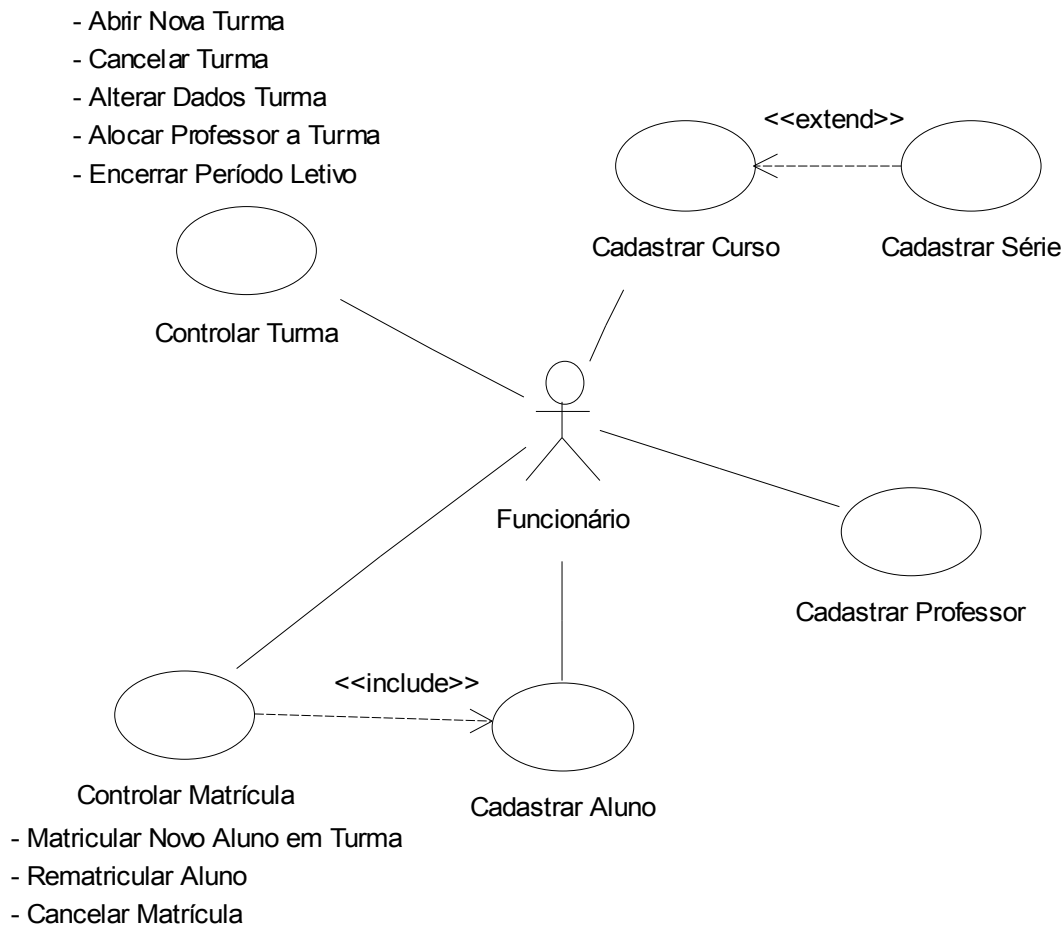 - Abrir Nova Turma
- Cancelar Turma
- Alterar Dados Turma
- Alocar Professor a Turma
- Encerrar Período Letivo
<<extend>>
Cadastrar Curso
Cadastrar Série
Controlar Turma
Funcionário
Cadastrar Professor
<<include>>
Controlar Matrícula
Cadastrar Aluno
- Matricular Novo Aluno em Turma
- Rematricular Aluno
- Cancelar Matrícula